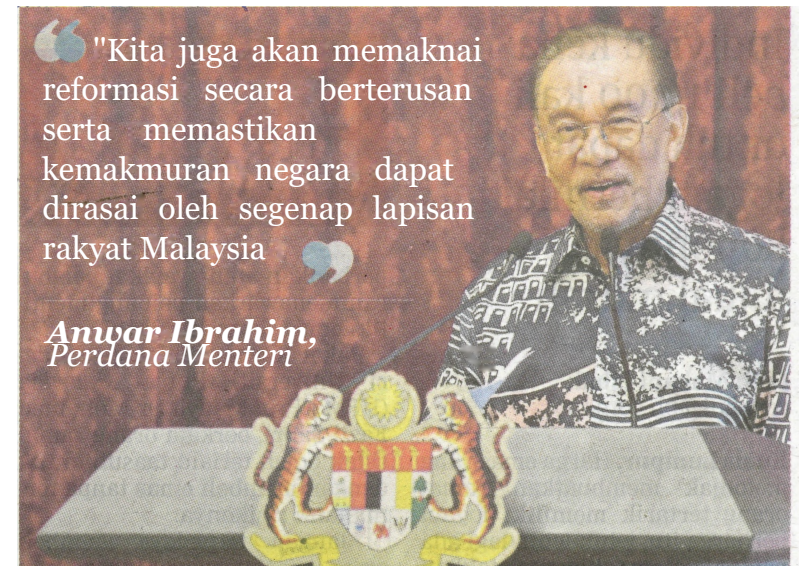 "Kita juga akan memaknai
reformasi secara berterusan
serta memastikan
kemakmuran negara dapat
dirasai oleh segenap lapisan
rakyat Malaysia
Anwar Ibrahim,
Perdana Menteri